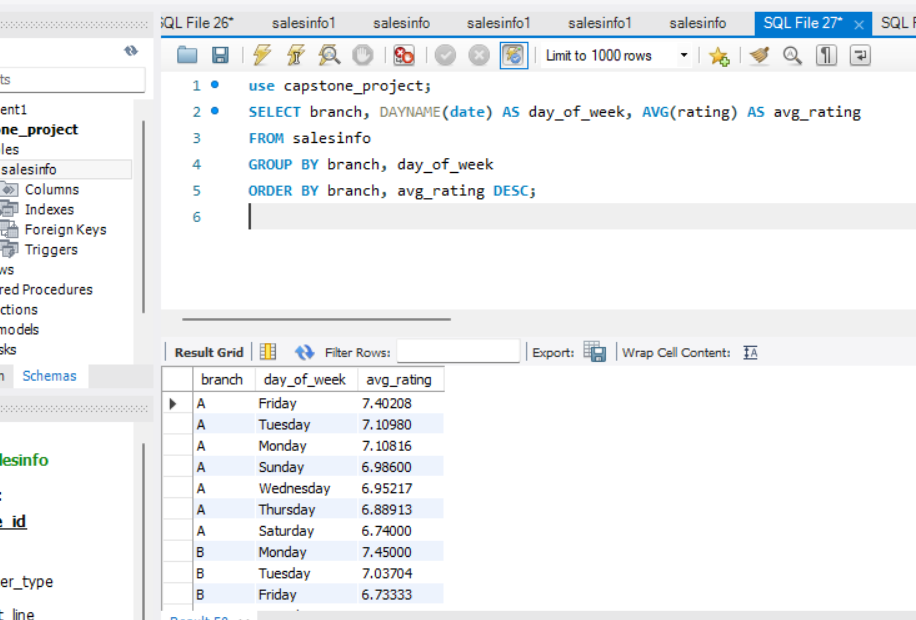 SQL File 26* salesinfo1 salesinfo salesinfo1 salesinfo1 salesinfo SQL File 27* × SQL F
Limit to 1000 rows
ts
ent1
ne_project
les
salesinfo
Columns
Indexes
Foreign Keys
Triggers
ws
red Procedures
ctions
models
sks
n Schemas
1 use capstone_project;
2 SELECT branch, DAYNAME(date) AS day_of_week, AVG(rating) AS avg_rating
3 FROM salesinfo
4 GROUP BY branch, day_of_week
5 ORDER BY branch, avg_rating DESC;
6
Result Grid Filter Rows: Export: Wrap Cell Content: IA
branch day_of_week avg_rating
A Friday 7.40208
A Tuesday 7.10980
A Monday 7.10816
A Sunday 6.98600
A Wednesday 6.95217
A Thursday 6.88913
A Saturday 6.74000
B Monday 7.45000
B Tuesday 7.03704
B Friday 6.73333
lesinfo
:
e_id
er_type
t_line